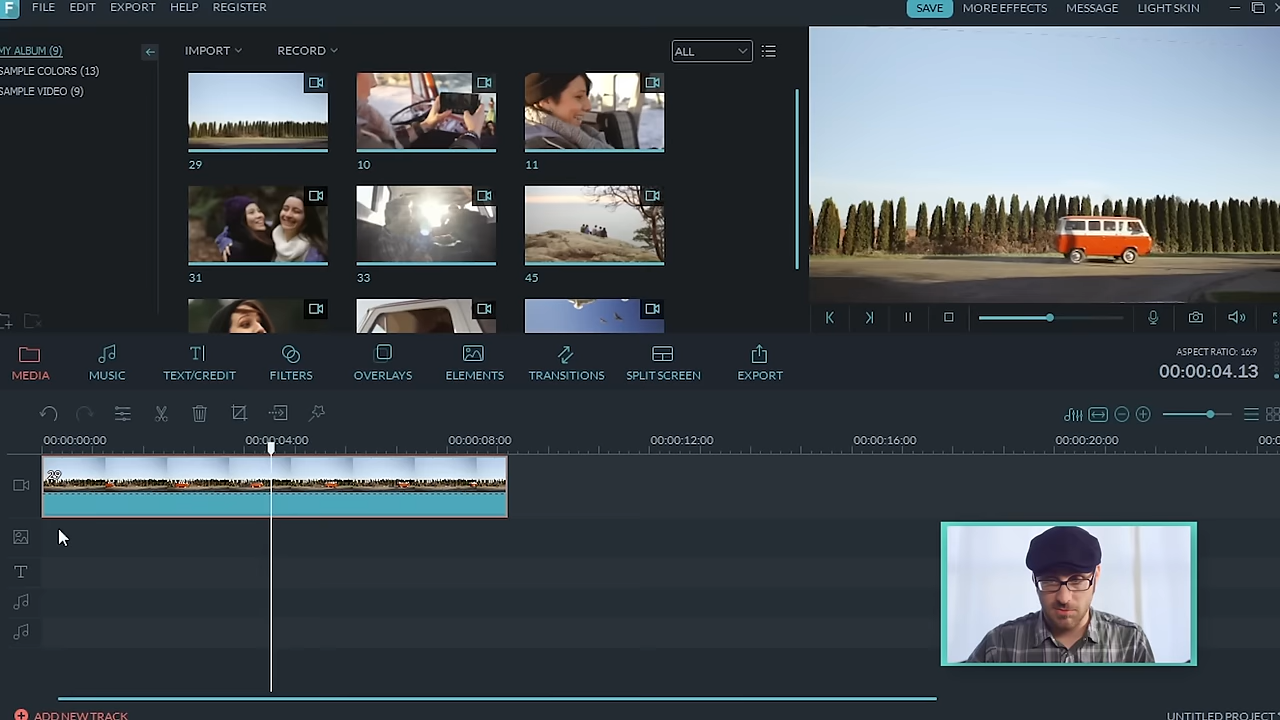 F FILE EDIT EXPORT HELP REGISTER SAVE MORE EFFECTS MESSAGE LIGHT SKIN
MY ALBUM (9)
SAMPLE COLORS (13)
SAMPLE VIDEO (9)
IMPORT RECORD ALL
29 10 11
31 33 45
MEDIA MUSIC TEXT/CREDIT FILTERS OVERLAYS ELEMENTS TRANSITIONS SPLIT SCREEN EXPORT
ASPECT RATIO: 16:9
00:00:04.13
00:00:00:00 00:00:04:00 00:00:08:00 00:00:12:00 00:00:16:00 00:00:20:00 00:0
29
T
ADD NEW TRACK
UNTITLED PROJECT